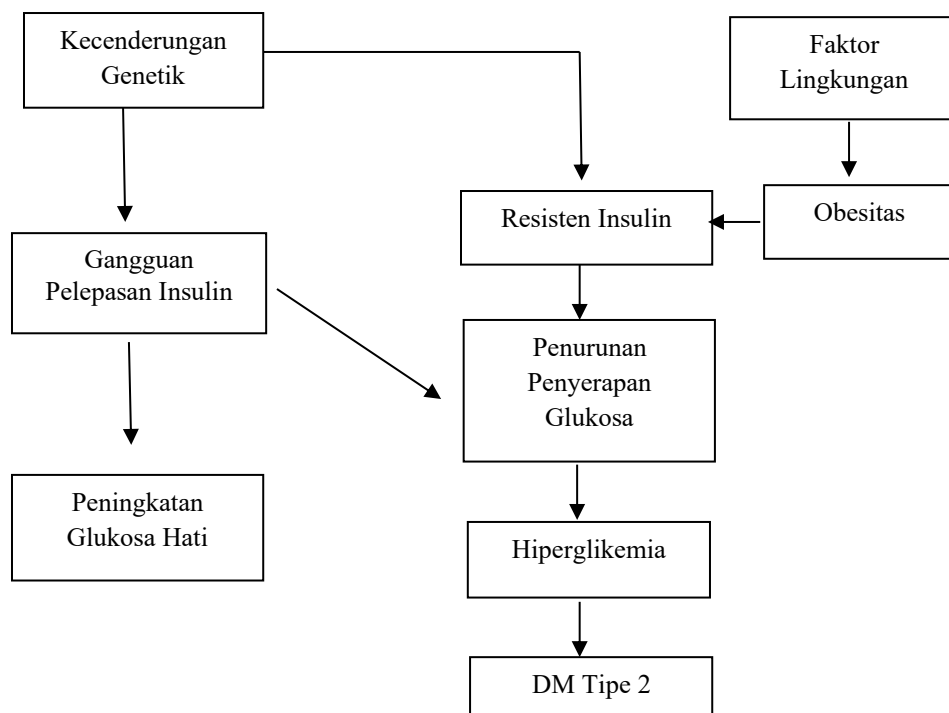 Kecenderungan
Genetik
Faktor
Lingkungan
Resisten Insulin
Obesitas
Gangguan
Pelepasan Insulin
Penurunan
Penyerapan
Glukosa
Peningkatan
Glukosa Hati
Hiperglikemia
DM Tipe 2